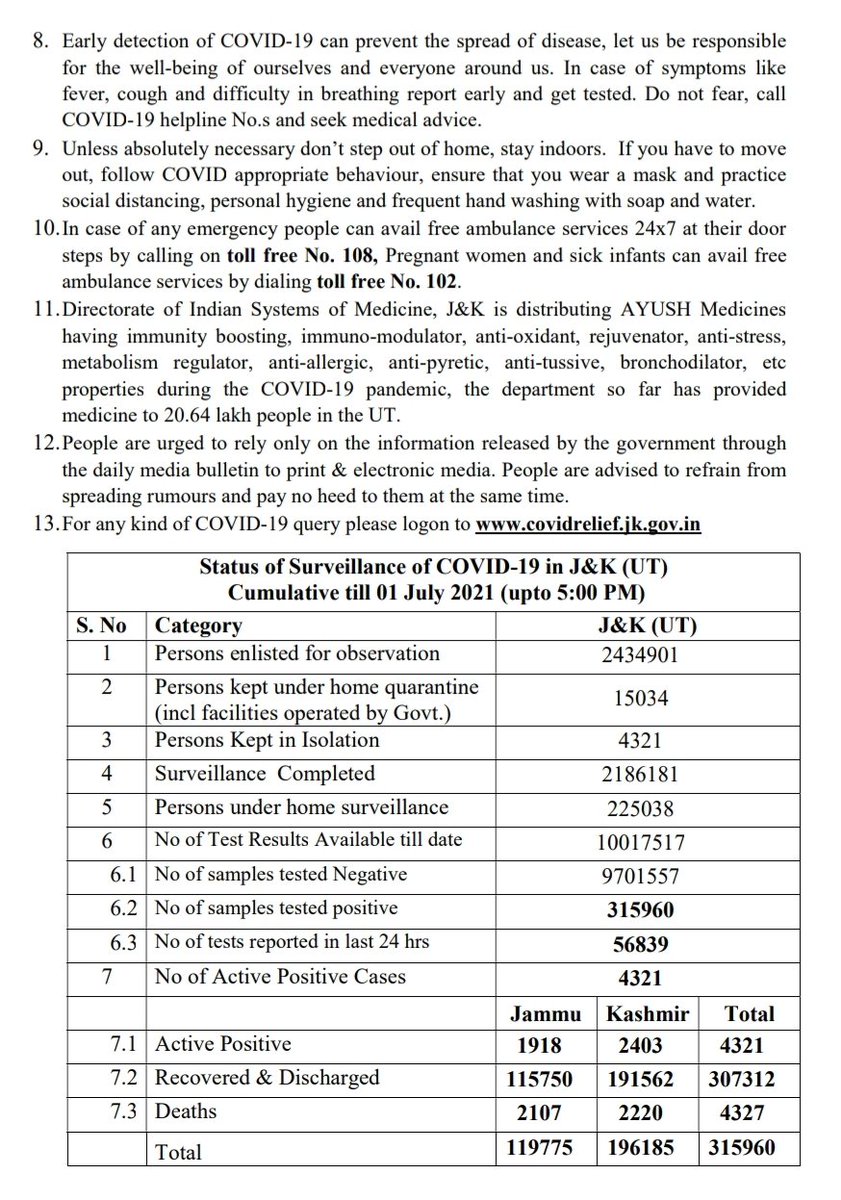 8. Early detection of COVID-19 can prevent the spread of disease, let us be responsible
for the well-being of ourselves and everyone around us. In case of symptoms like
fever, cough and difficulty in breathing report early and get tested. Do not fear, call
COVID-19 helpline No.s and seek medical advice.
9. Unless absolutely necessary don’t step out of home, stay indoors. If you have to move
out, follow COVID appropriate behaviour, ensure that you wear a mask and practice
social distancing, personal hygiene and frequent hand washing with soap and water.
10. In case of any emergency people can avail free ambulance services 24x7 at their door
steps by calling on toll free No. 108, Pregnant women and sick infants can avail free
ambulance services by dialing toll free No. 102.
11. Directorate of Indian Systems of Medicine, J&K is distributing AYUSH Medicines
having immunity boosting, immuno-modulator, anti-oxidant, rejuvenator, anti-stress,
metabolism regulator, anti-allergic, anti-pyretic, anti-tussive, bronchodilator, etc
properties during the COVID-19 pandemic, the department so far has provided
medicine to 20.64 lakh people in the UT.
12. People are urged to rely only on the information released by the government through
the daily media bulletin to print & electronic media. People are advised to refrain from
spreading rumours and pay no heed to them at the same time.
13. For any kind of COVID-19 query please logon to www.covidrelief.jk.gov.in
Status of Surveillance of COVID-19 in J&K (UT)
Cumulative till 01 July 2021 (upto 5:00 PM)
S. No Category J&K (UT)
1 Persons enlisted for observation 2434901
2 Persons kept under home quarantine
(incl facilities operated by Govt.) 15034
3 Persons Kept in Isolation 4321
4 Surveillance Completed 2186181
5 Persons under home surveillance 225038
6 No of Test Results Available till date 10017517
6.1 No of samples tested Negative 9701557
6.2 No of samples tested positive 315960
6.3 No of tests reported in last 24 hrs 56839
7 No of Active Positive Cases 4321
Jammu Kashmir Total
7.1 Active Positive 1918 2403 4321
7.2 Recovered & Discharged 115750 191562 307312
7.3 Deaths 2107 2220 4327
Total 119775 196185 315960